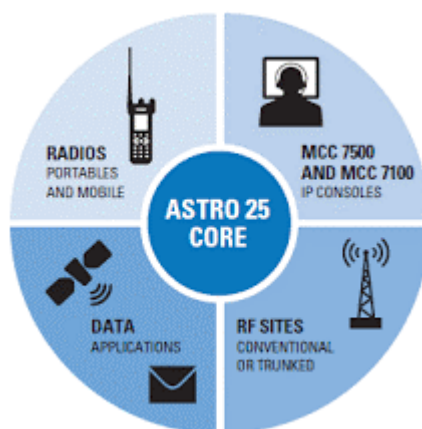 RADIOS
PORTABLES
AND MOBILE
MCC 7500
AND MCC 7100
IP CONSOLES
ASTRO 25
CORE
DATA
APPLICATIONS
RF SITES
CONVENTIONAL
OR TRUNKED